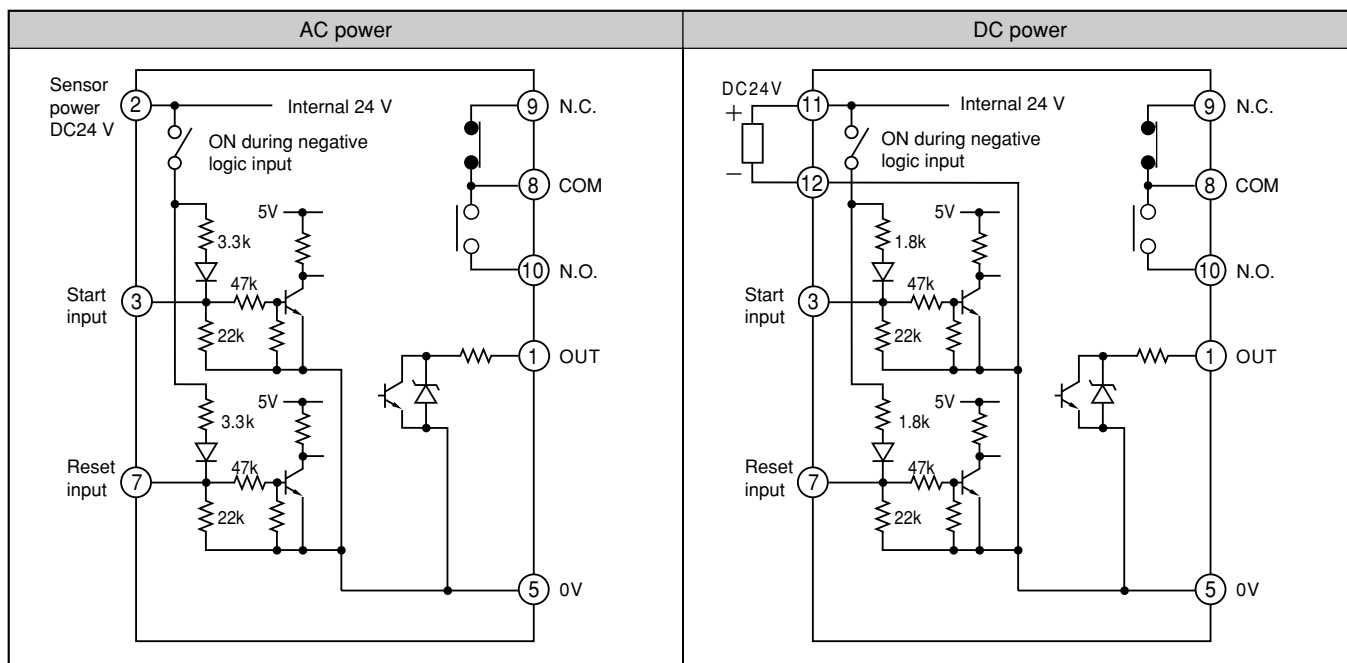 AC power
Sensor
power
DC24 V
2
Internal 24 V
ON during negative
logic input
9
N.C.
8
COM
10
N.O.
5V
3.3k
47k
Start
input
3
22k
1
OUT
5V
3.3k
47k
Reset
input
7
22k
5
0V
DC power
DC24V
+
−
11
12
Internal 24 V
ON during negative
logic input
9
N.C.
8
COM
10
N.O.
5V
1.8k
47k
Start
input
3
22k
1
OUT
5V
1.8k
47k
Reset
input
7
22k
5
0V